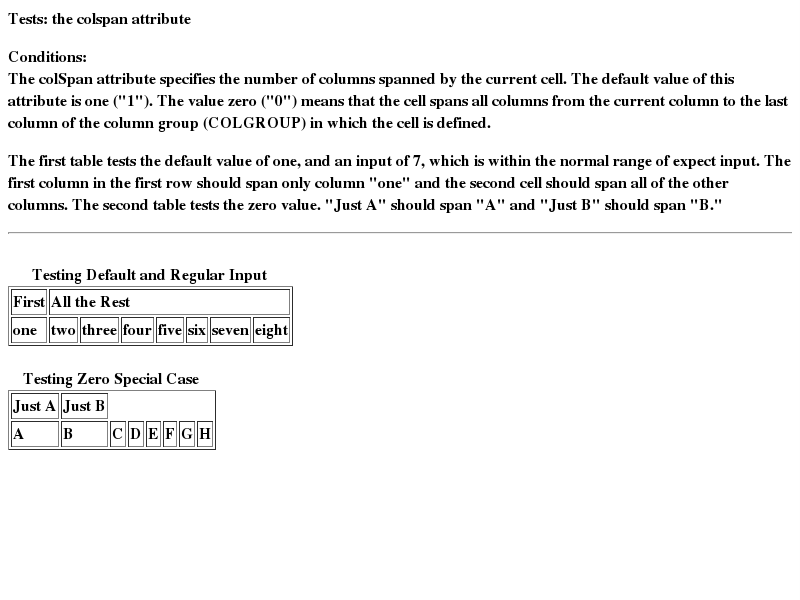 Tests: the colspan attribute
Conditions:
The colSpan attribute specifies the number of columns spanned by the current cell. The default value of this
attribute is one ("1"). The value zero ("0") means that the cell spans all columns from the current column to the last
column of the column group (COLGROUP) in which the cell is defined.
The first table tests the default value of one, and an input of 7, which is within the normal range of expect input. The
first column in the first row should span only column "one" and the second cell should span all of the other
columns. The second table tests the zero value. "Just A" should span "A" and "Just B" should span "B."
Testing Default and Regular Input
First All the Rest
one two three four five six seven eight
Testing Zero Special Case
Just A Just B
A B C D E F G H